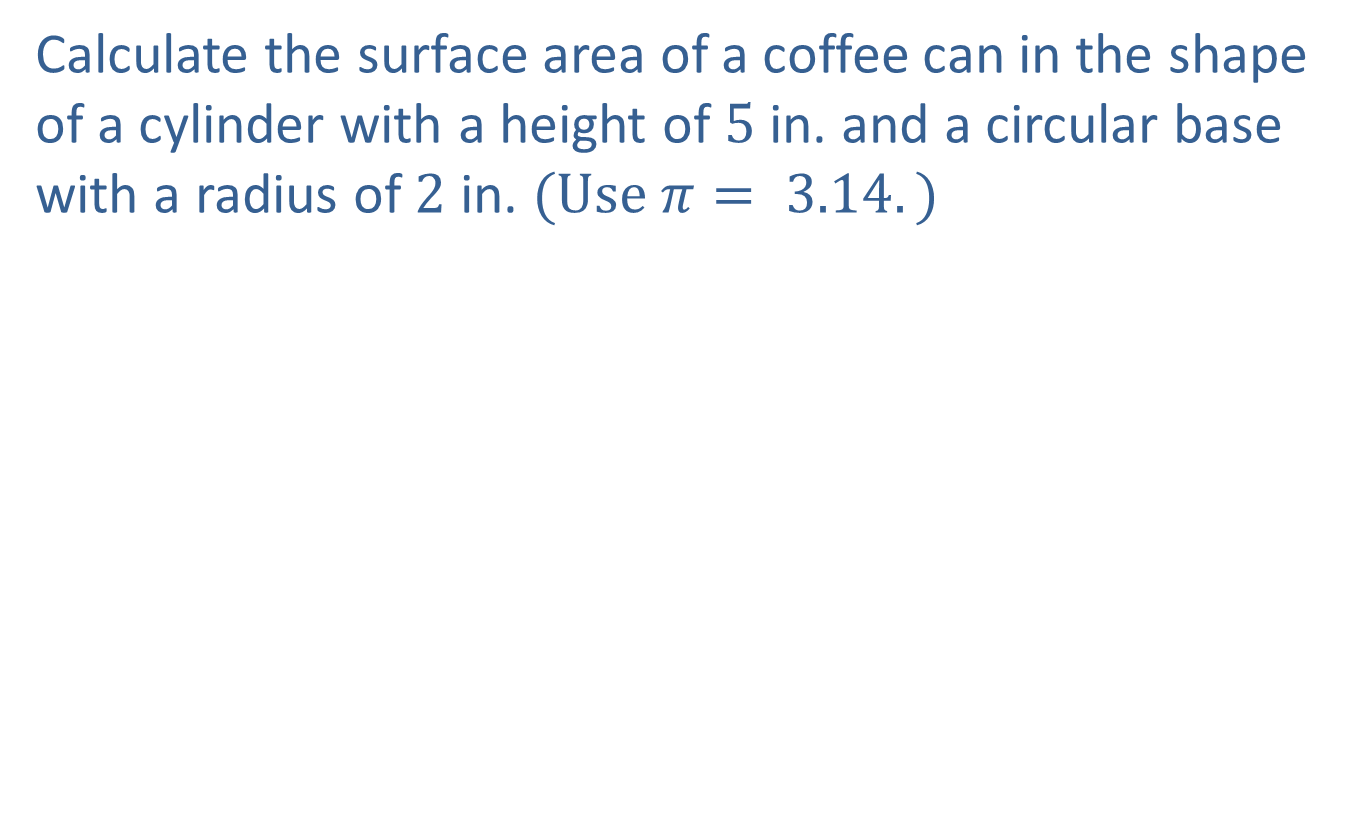 Calculate the surface area of a coffee can in the shape
of a cylinder with a height of 5 in. and a circular base
with a radius of 2 in. (Use π = 3.14.)